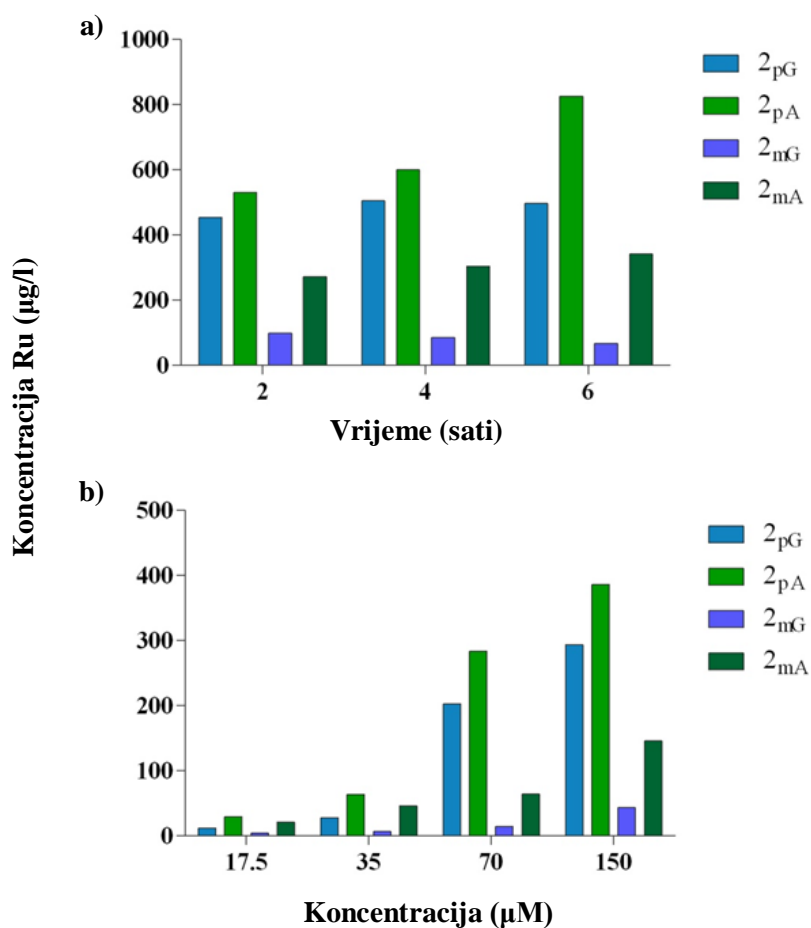 a)
1000
800
600
400
200
0
2 4 6
Vrijeme (sati)
2pG
2pA
2mG
2mA
Koncentracija Ru (µg/l)
b)
500
400
300
200
100
0
17.5 35 70 150
Koncentracija (µM)
2pG
2pA
2mG
2mA